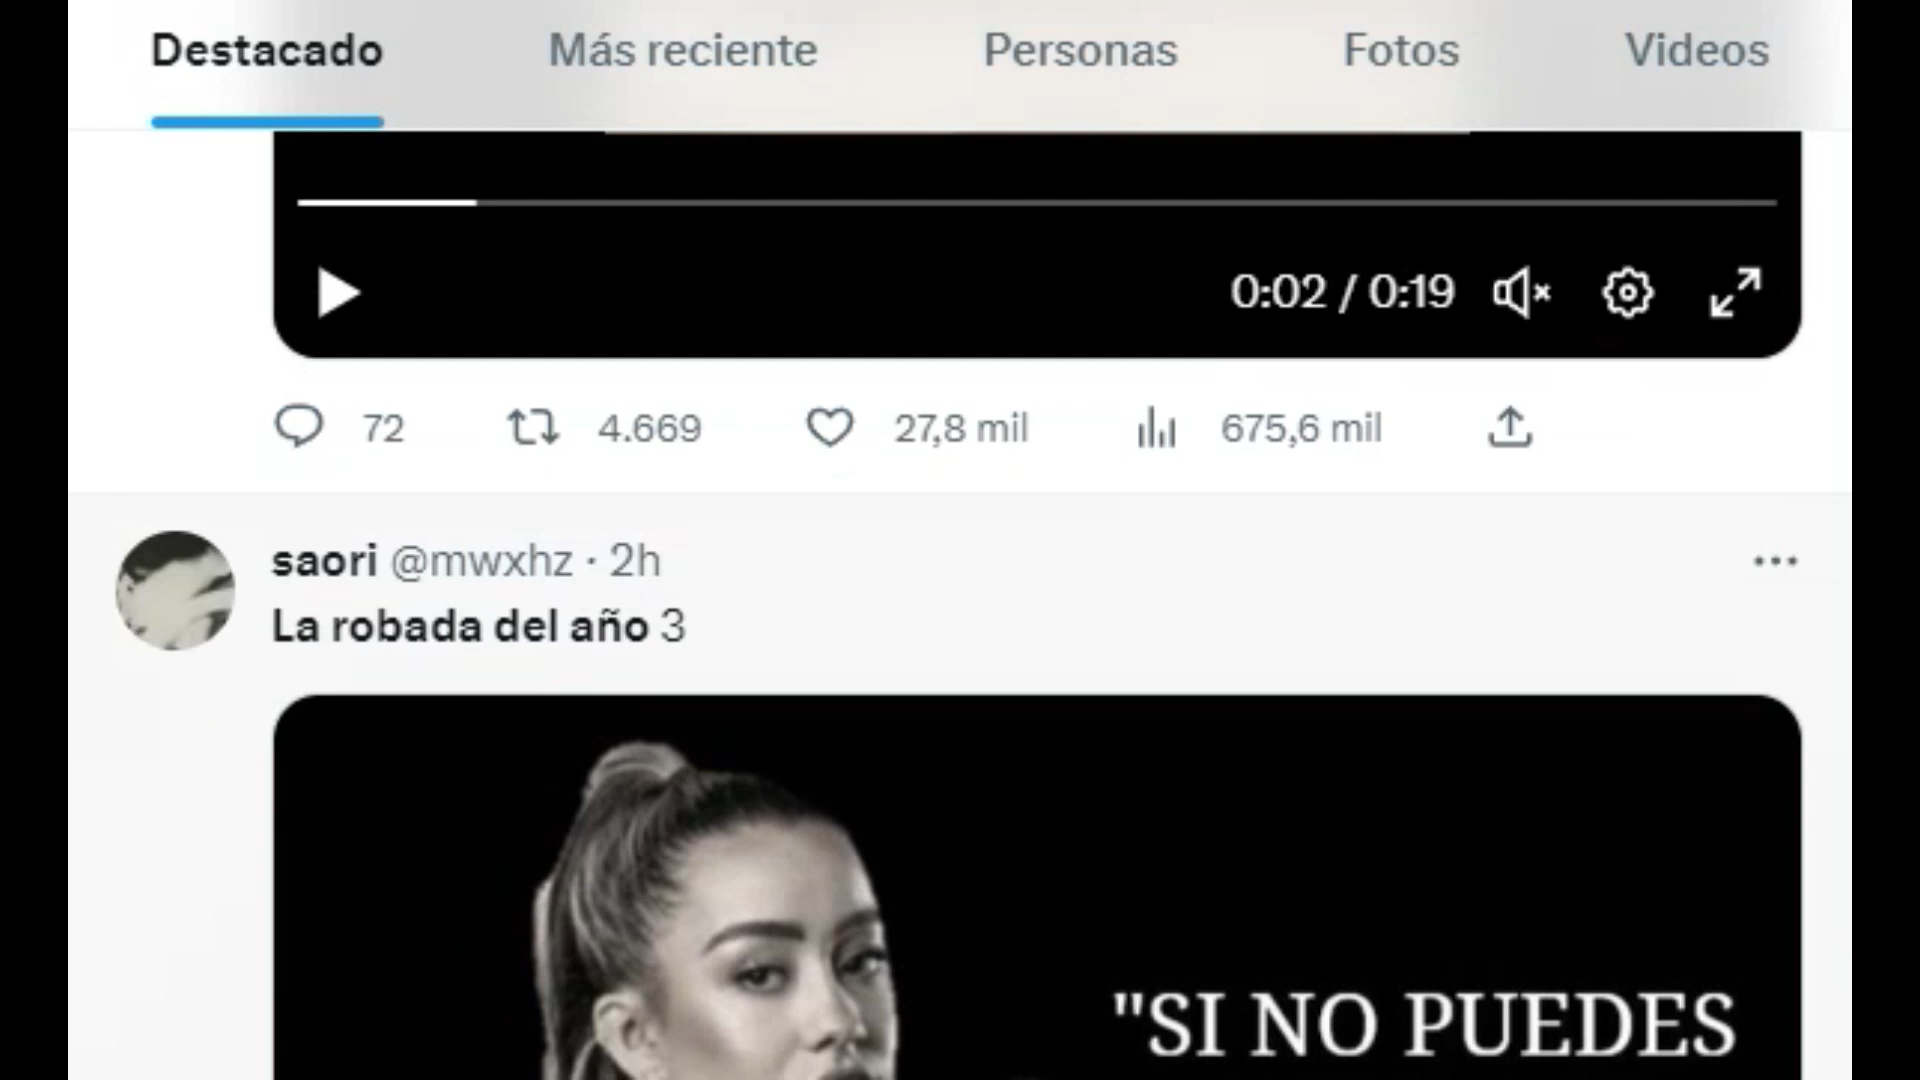 Destacado Más reciente Personas Fotos Videos
0:02 / 0:19
72 4.669 27,8 mil 675,6 mil
saori @mwxhz · 2h
La robada del año 3
"SI NO PUEDES